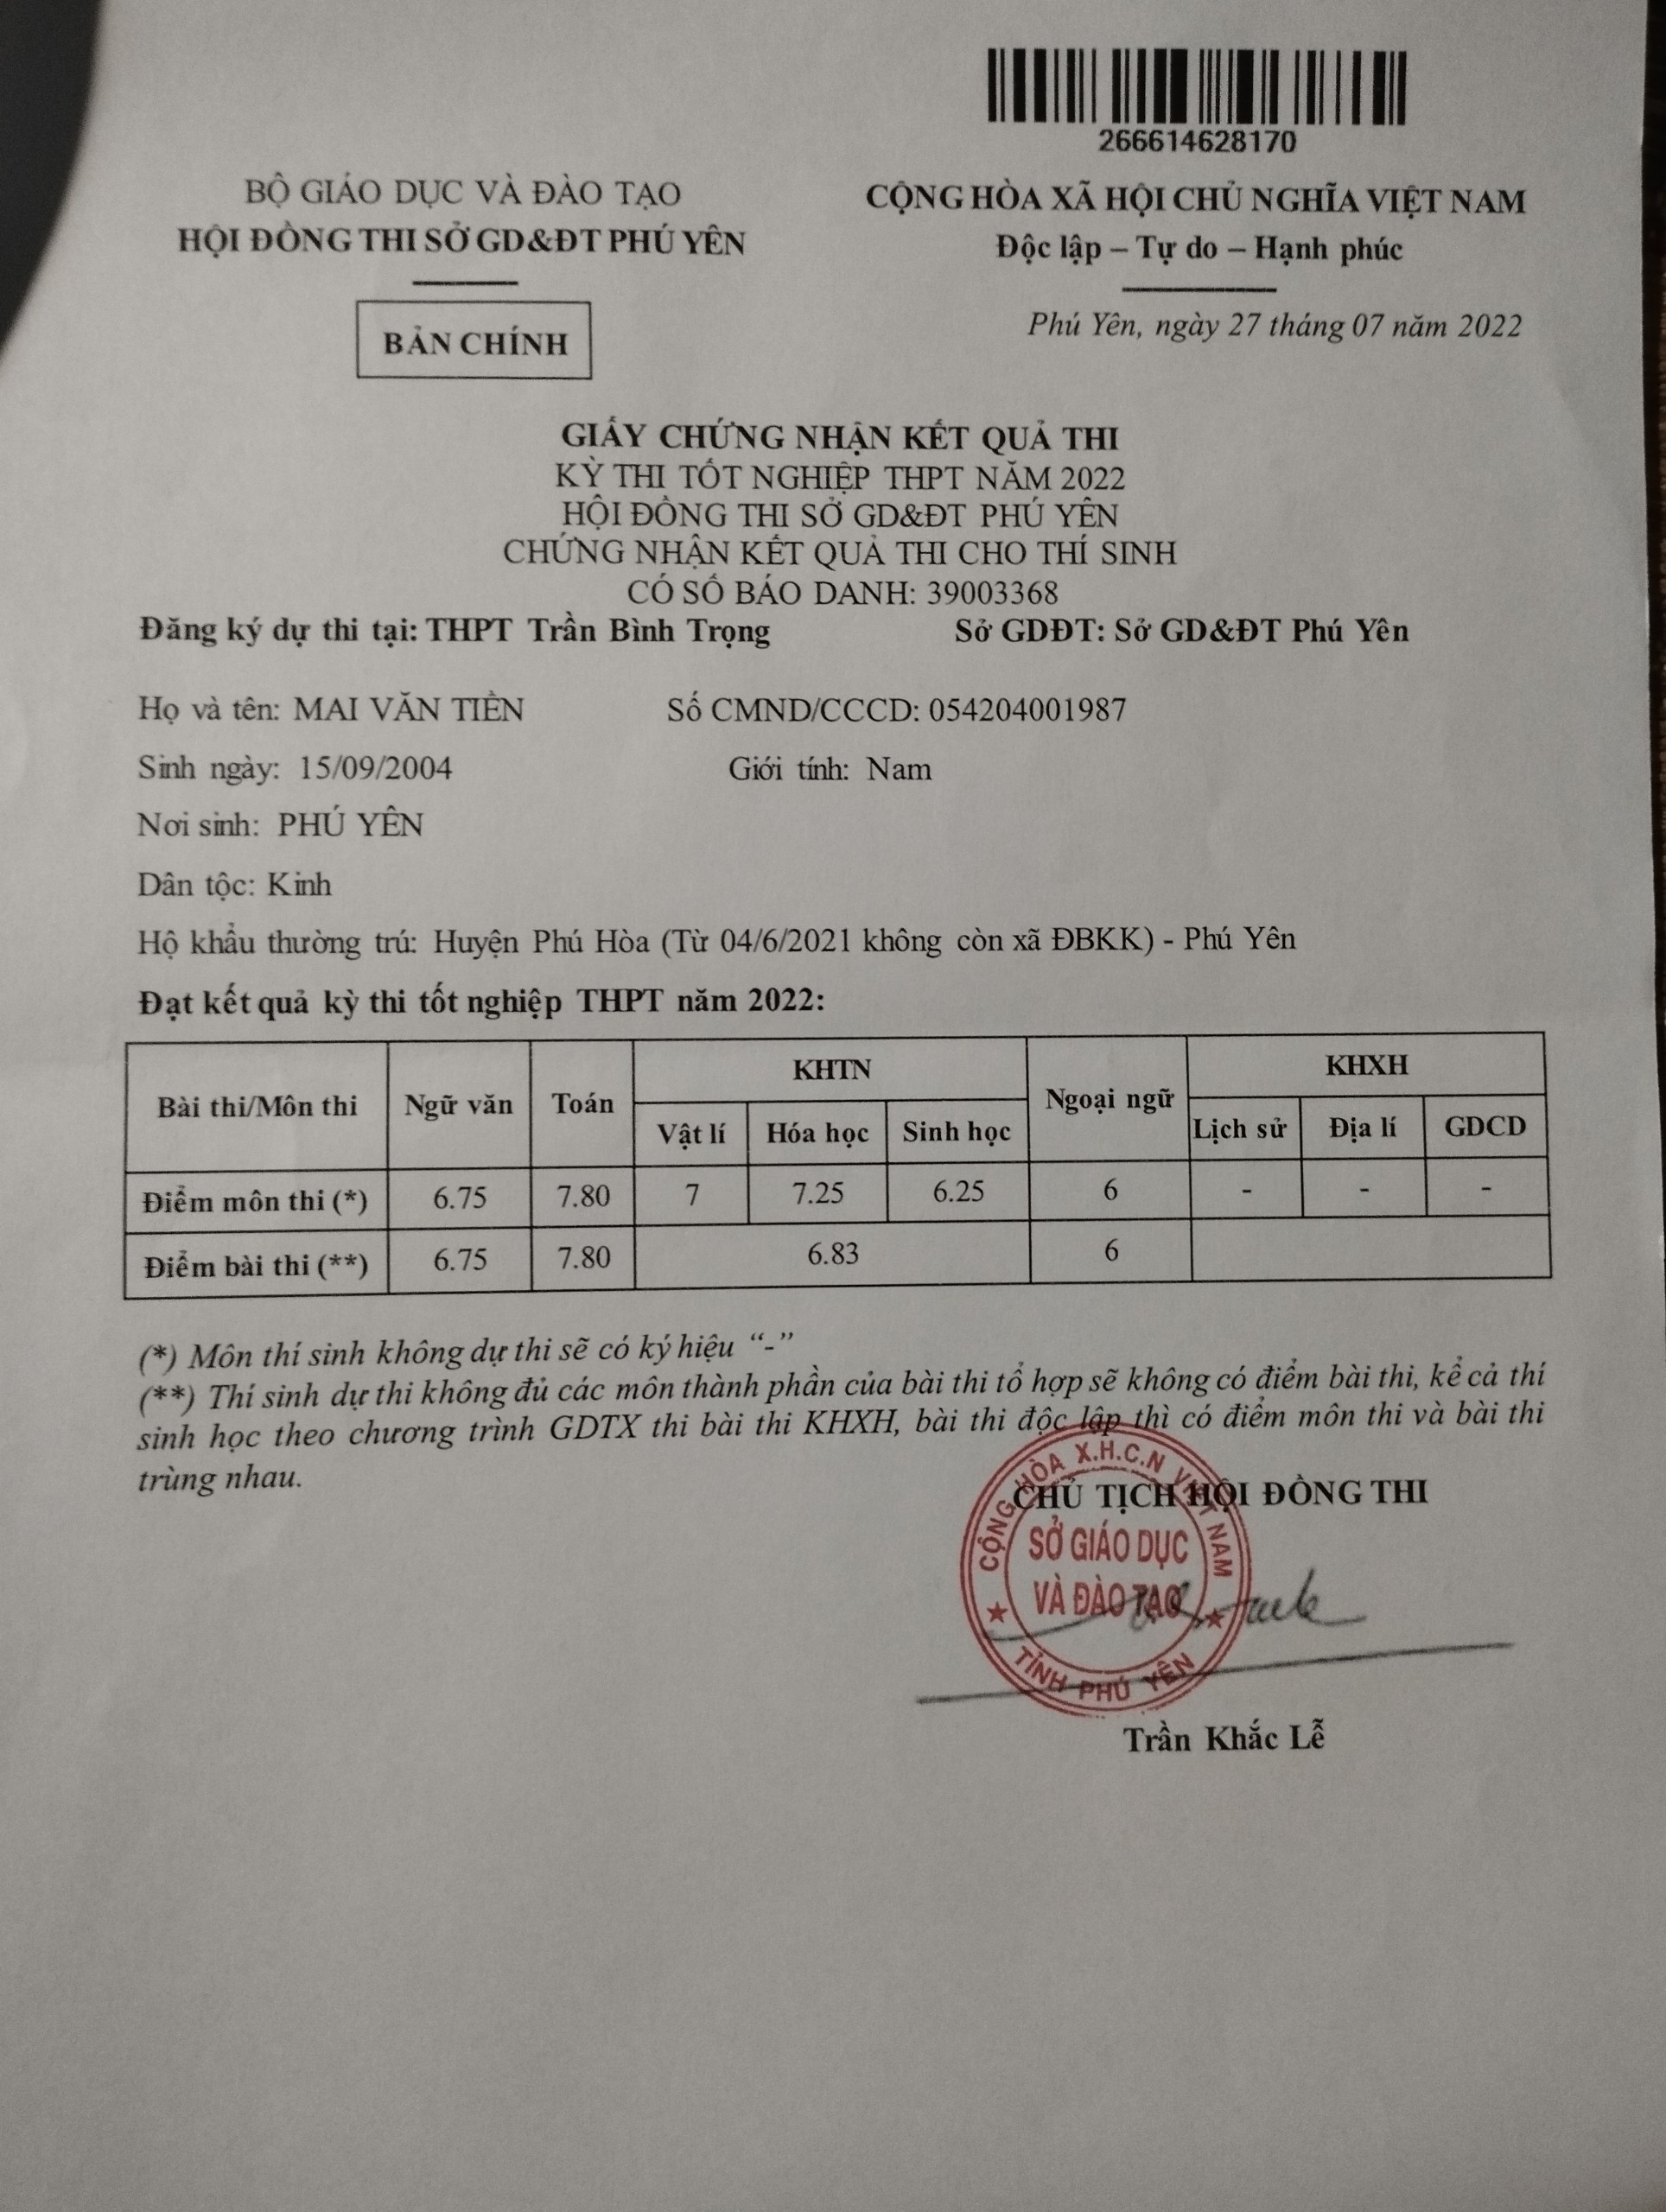 266614628170
BỘ GIÁO DỤC VÀ ĐÀO TẠO
HỘI ĐỒNG THI SỞ GD&ĐT PHÚ YÊN
CỘNG HÒA XÃ HỘI CHỦ NGHĨA VIỆT NAM
Độc lập – Tự do – Hạnh phúc
BẢN CHÍNH
Phú Yên, ngày 27 tháng 07 năm 2022
GIẤY CHỨNG NHẬN KẾT QUẢ THI
KỲ THI TỐT NGHIỆP THPT NĂM 2022
HỘI ĐỒNG THI SỞ GD&ĐT PHÚ YÊN
CHỨNG NHẬN KẾT QUẢ THI CHO THÍ SINH
CÓ SỐ BÁO DANH: 39003368
Đăng ký dự thi tại: THPT Trần Bình Trọng Sở GDĐT: Sở GD&ĐT Phú Yên
Họ và tên: MAI VĂN TIỀN Số CMND/CCCD: 054204001987
Sinh ngày: 15/09/2004 Giới tính: Nam
Nơi sinh: PHÚ YÊN
Dân tộc: Kinh
Hộ khẩu thường trú: Huyện Phú Hòa (Từ 04/6/2021 không còn xã ĐBKK) - Phú Yên
Đạt kết quả kỳ thi tốt nghiệp THPT năm 2022:
Bài thi/Môn thi Ngữ văn Toán KHTN Ngoại ngữ KHXH
Vật lí Hóa học Sinh học Lịch sử Địa lí GDCD
Điểm môn thi (*) 6.75 7.80 7 7.25 6.25 6 - - -
Điểm bài thi (**) 6.75 7.80 6.83 6
(*) Môn thí sinh không dự thi sẽ có ký hiệu “-”
(**) Thí sinh dự thi không đủ các môn thành phần của bài thi tổ hợp sẽ không có điểm bài thi, kể cả thí
sinh học theo chương trình GDTX thi bài thi KHXH, bài thi độc lập thì có điểm môn thi và bài thi
trùng nhau.
CHỦ TỊCH HỘI ĐỒNG THI
CỘNG HÒA X.H.C.N VIỆT NAM
SỞ GIÁO DỤC
VÀ ĐÀO TẠO
TỈNH PHÚ YÊN
Trần Khắc Lễ